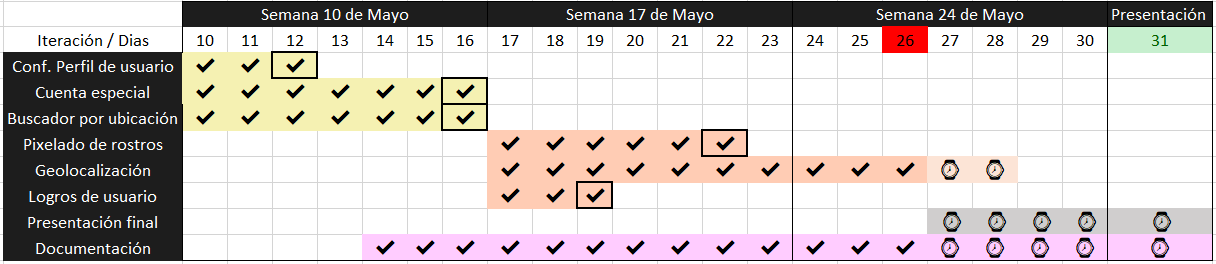 Semana 10 de Mayo Semana 17 de Mayo Semana 24 de Mayo Presentación
Iteración / Dias 10 11 12 13 14 15 16 17 18 19 20 21 22 23 24 25 26 27 28 29 30 31
Conf. Perfil de usuario
Cuenta especial
Buscador por ubicación
Pixelado de rostros
Geolocalización
Logros de usuario
Presentación final
Documentación